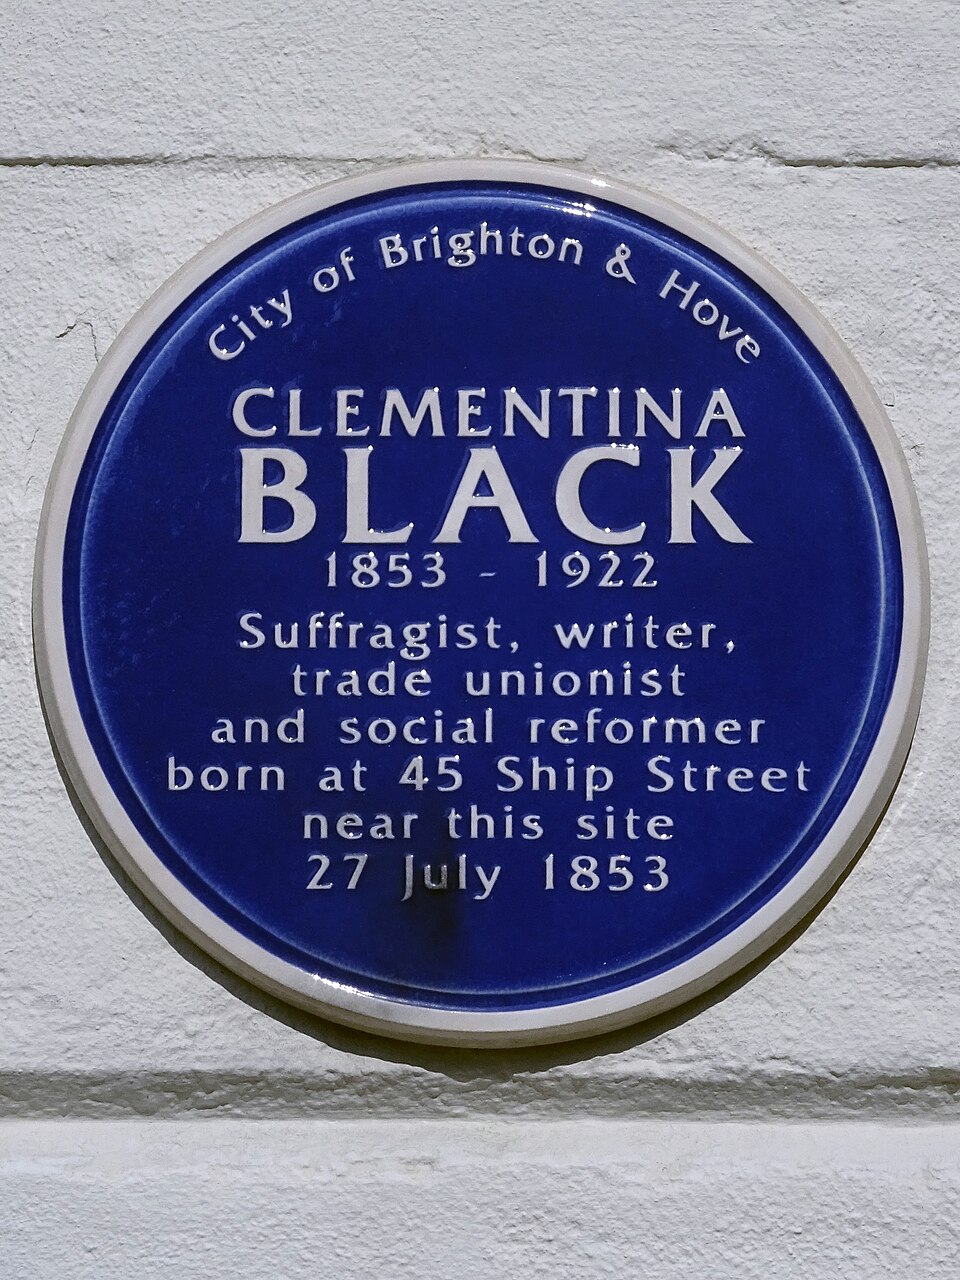 City of Brighton & Hove
CLEMENTINA
BLACK
1853 - 1922
Suffragist, writer,
trade unionist
and social reformer
born at 45 Ship Street
near this site
27 July 1853